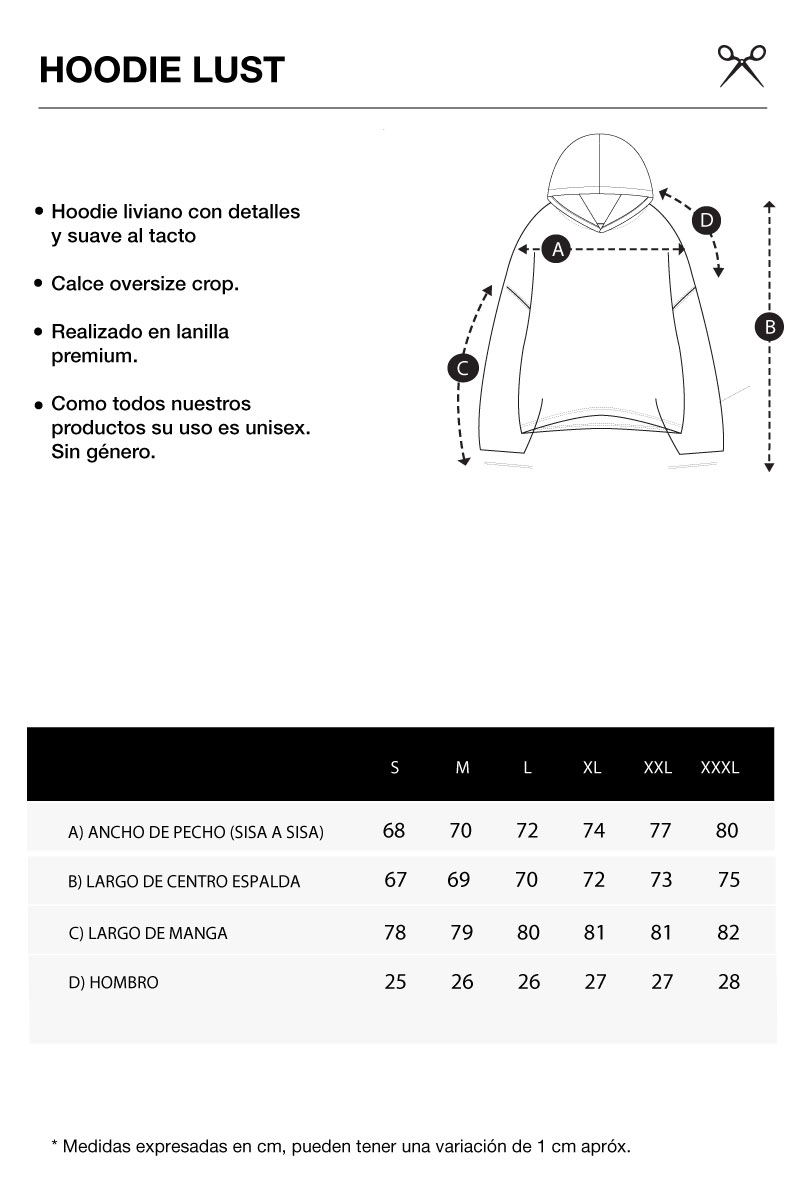 HOODIE LUST
Hoodie liviano con detalles
y suave al tacto
Calce oversize crop.
Realizado en lanilla
premium.
Como todos nuestros
productos su uso es unisex.
Sin género.
D
A
B
C
S M L XL XXL XXXL
A) ANCHO DE PECHO (SISA A SISA) 68 70 72 74 77 80
B) LARGO DE CENTRO ESPALDA 67 69 70 72 73 75
C) LARGO DE MANGA 78 79 80 81 81 82
D) HOMBRO 25 26 26 27 27 28
* Medidas expresadas en cm, pueden tener una variación de 1 cm apróx.